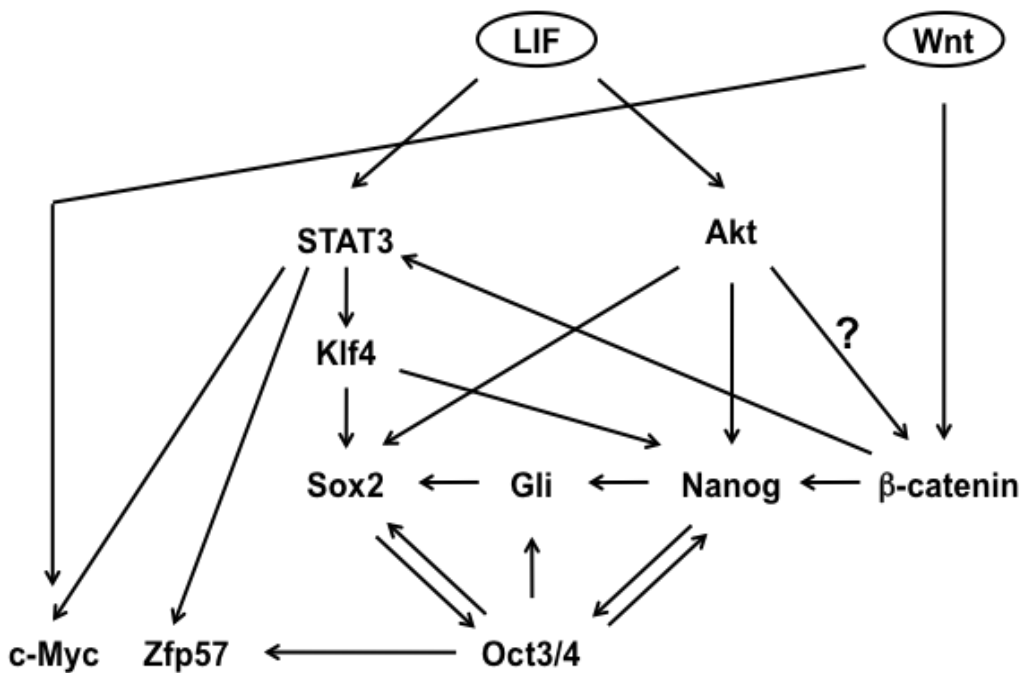 LIF
Wnt
STAT3
Akt
?
Klf4
Sox2
Gli
Nanog
β-catenin
c-Myc
Zfp57
Oct3/4